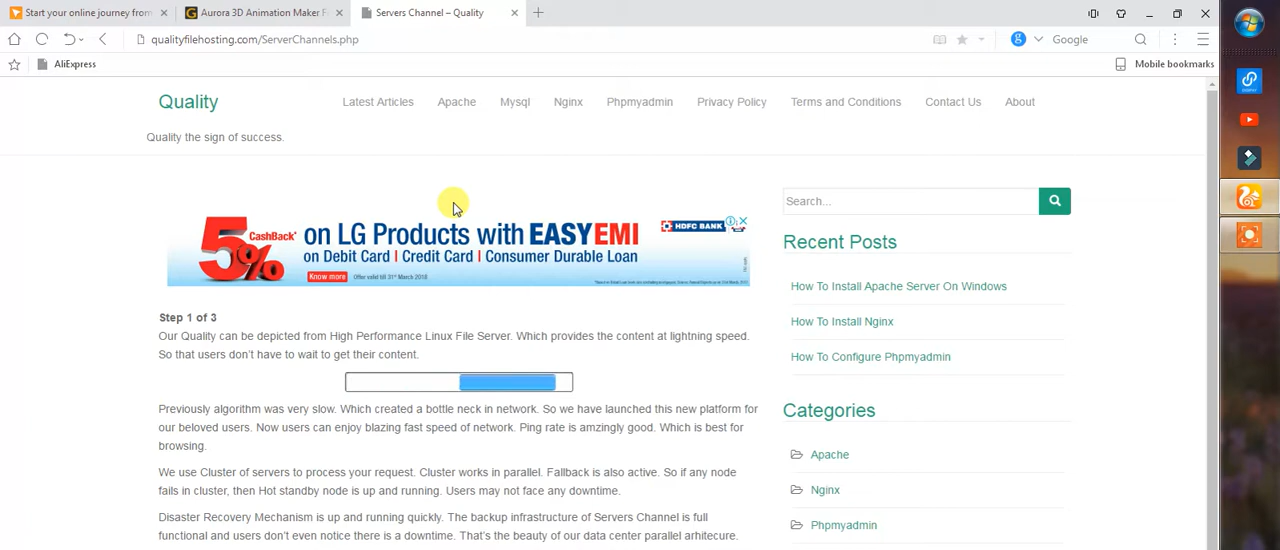 Start your online journey from
Aurora 3D Animation Maker F
Servers Channel – Quality
qualityfilehosting.com/ServerChannels.php
Google
AliExpress
Mobile bookmarks
Quality
Latest Articles
Apache
Mysql
Nginx
Phpmyadmin
Privacy Policy
Terms and Conditions
Contact Us
About
Quality the sign of success.
5% CashBack*
on LG Products with EASYEMI
on Debit Card | Credit Card | Consumer Durable Loan
Know more
Offer valid till 31st March 2018
HDFC BANK
Search...
Recent Posts
How To Install Apache Server On Windows
How To Install Nginx
How To Configure Phpmyadmin
Categories
Apache
Nginx
Phpmyadmin
Step 1 of 3
Our Quality can be depicted from High Performance Linux File Server. Which provides the content at lightning speed.
So that users don't have to wait to get their content.
Previously algorithm was very slow. Which created a bottle neck in network. So we have launched this new platform for
our beloved users. Now users can enjoy blazing fast speed of network. Ping rate is amzingly good. Which is best for
browsing.
We use Cluster of servers to process your request. Cluster works in parallel. Fallback is also active. So if any node
fails in cluster, then Hot standby node is up and running. Users may not face any downtime.
Disaster Recovery Mechanism is up and running quickly. The backup infrastructure of Servers Channel is full
functional and users don't even notice there is a downtime. That's the beauty of our data center parallel arhitecure.